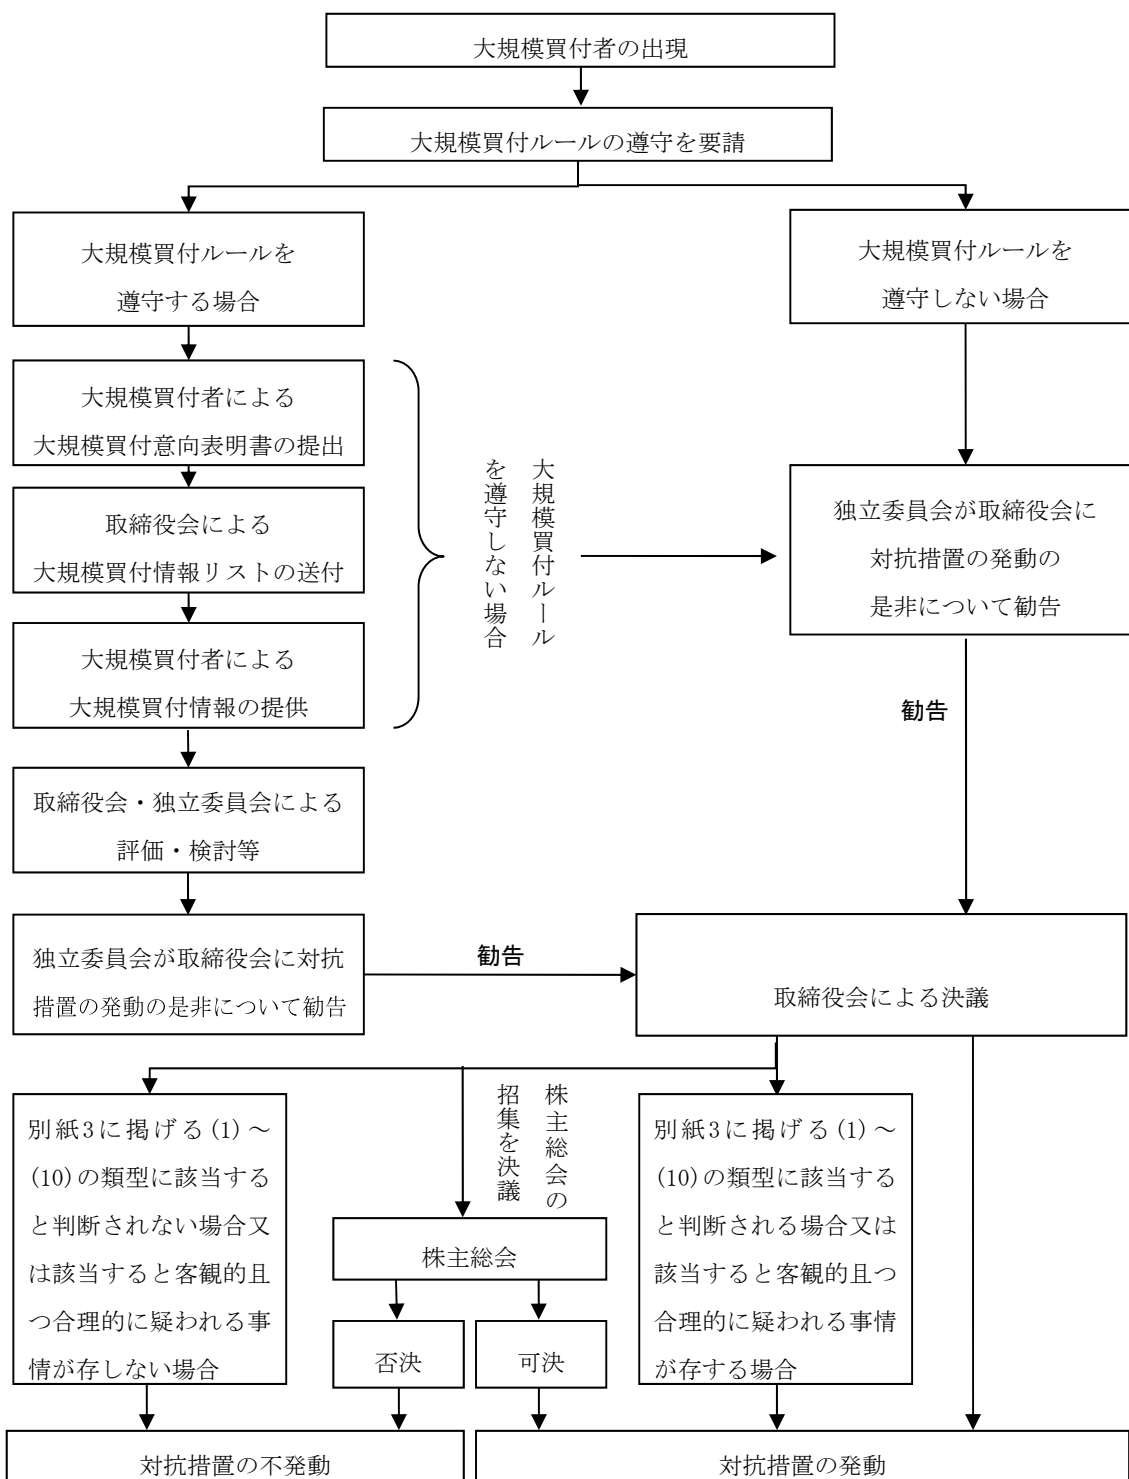 大規模買付者の出現
大規模買付ルールの遵守を要請
大規模買付ルールを
遵守する場合
大規模買付ルールを
遵守しない場合
大規模買付者による
大規模買付意向表明書の提出
取締役会による
大規模買付情報リストの送付
大規模買付者による
大規模買付情報の提供
大規模買付ルール
を遵守しない場合
独立委員会が取締役会に
対抗措置の発動の
是非について勧告
勧告
取締役会・独立委員会による
評価・検討等
独立委員会が取締役会に対抗
措置の発動の是非について勧告
勧告
取締役会による決議
別紙3に掲げる(1)～
(10)の類型に該当する
と判断されない場合又
は該当すると客観的且
つ合理的に疑われる事
情が存しない場合
株主総会の
招集を決議
株主総会
否決
可決
別紙3に掲げる(1)～
(10)の類型に該当する
と判断される場合又は
該当すると客観的且つ
合理的に疑われる事情
が存する場合
対抗措置の不発動
対抗措置の発動